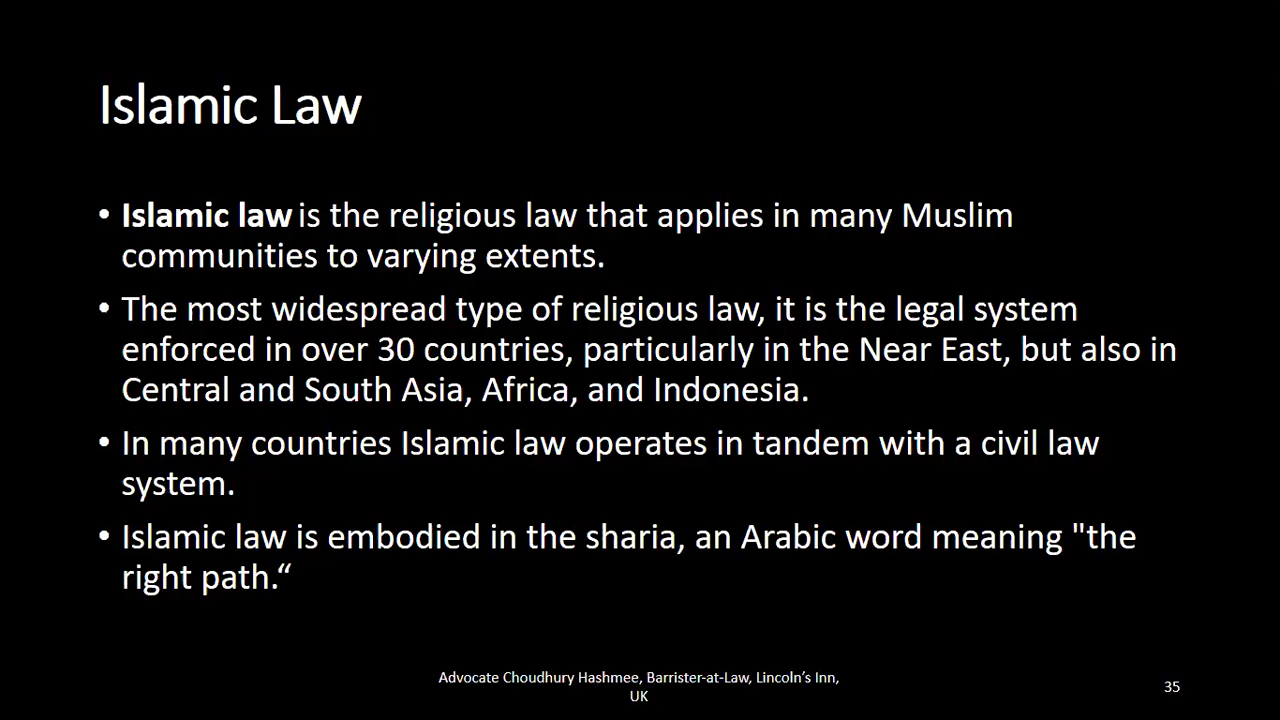 Islamic Law
• Islamic law is the religious law that applies in many Muslim
communities to varying extents.
• The most widespread type of religious law, it is the legal system
enforced in over 30 countries, particularly in the Near East, but also in
Central and South Asia, Africa, and Indonesia.
• In many countries Islamic law operates in tandem with a civil law
system.
• Islamic law is embodied in the sharia, an Arabic word meaning "the
right path.“
Advocate Choudhury Hashmee, Barrister-at-Law, Lincoln’s Inn,
UK
35